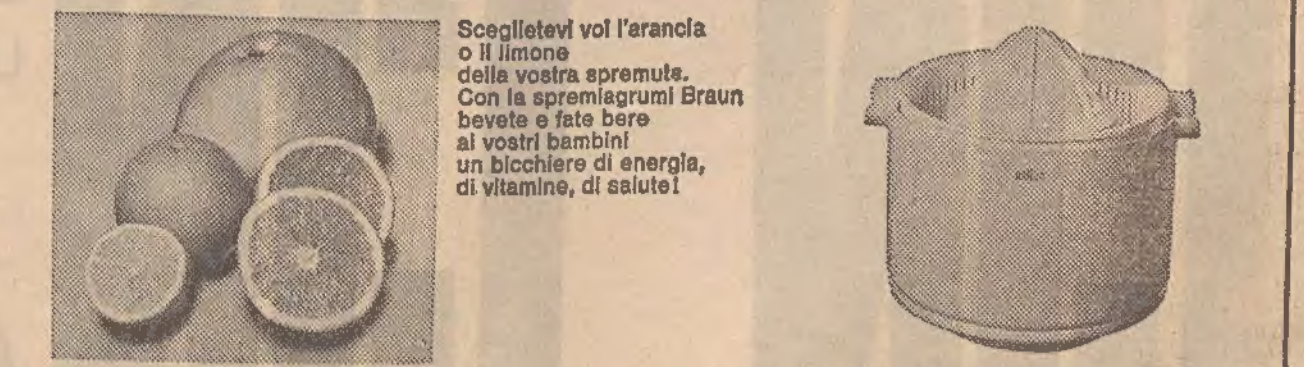 Sceglietevi voi l'arancia
o il limone
della vostra spremuta.
Con la spremiagrumi Braun
bevete e fate bere
ai vostri bambini
un bicchiere di energia,
di vitamine, di salute!